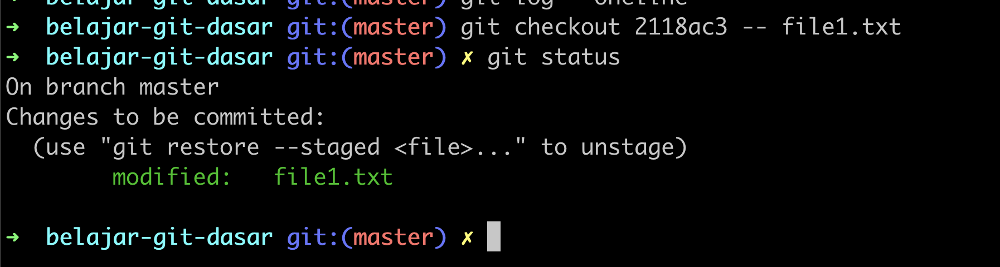 ➜  belajar-git-dasar git:(master) git log --oneline
➜  belajar-git-dasar git:(master) git checkout 2118ac3 -- file1.txt
➜  belajar-git-dasar git:(master) ✗ git status
On branch master
Changes to be committed:
  (use "git restore --staged <file>..." to unstage)
        modified:   file1.txt
➜  belajar-git-dasar git:(master) ✗